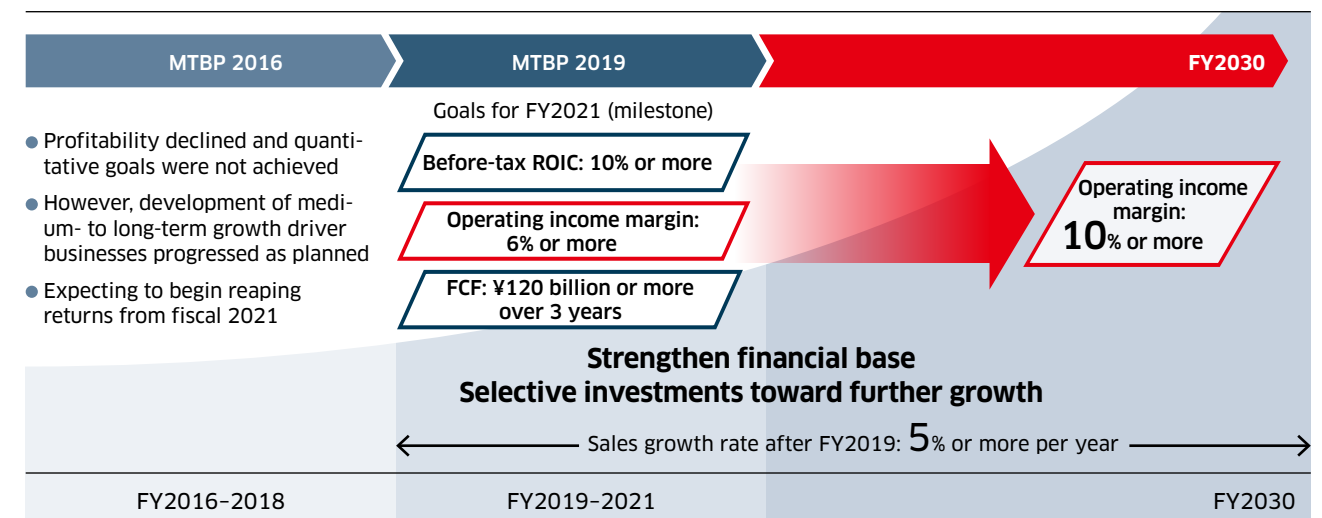 MTBP 2016
MTBP 2019
FY2030
● Profitability declined and quanti-
tative goals were not achieved
● However, development of medi-
um- to long-term growth driver
businesses progressed as planned
● Expecting to begin reaping
returns from fiscal 2021
Goals for FY2021 (milestone)
Before-tax ROIC: 10% or more
Operating income margin:
6% or more
FCF: ¥120 billion or more
over 3 years
Operating income
margin:
10% or more
Strengthen financial base
Selective investments toward further growth
Sales growth rate after FY2019: 5% or more per year
FY2016–2018
FY2019–2021
FY2030